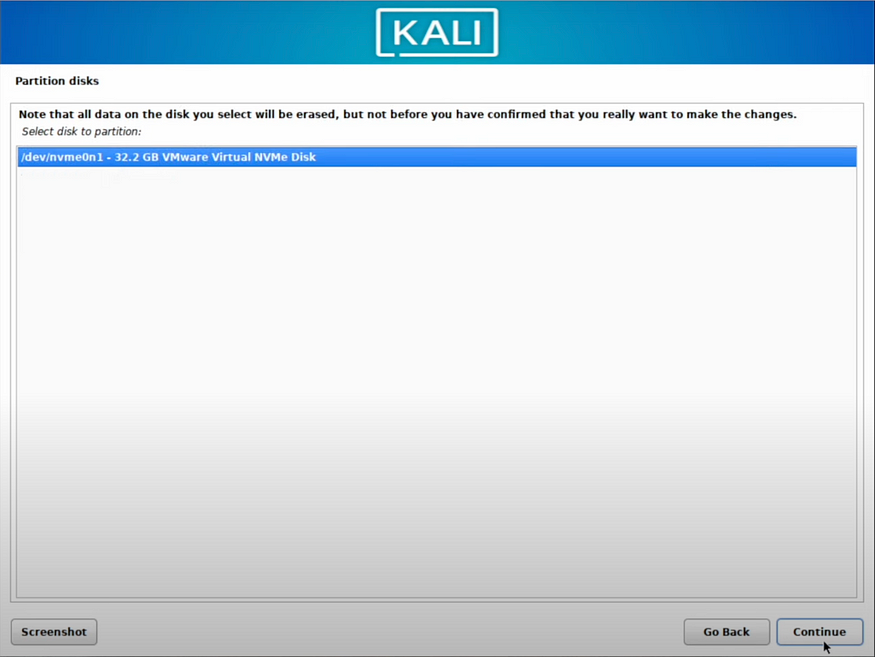 KALI
Partition disks
Note that all data on the disk you select will be erased, but not before you have confirmed that you really want to make the changes.
Select disk to partition:
/dev/nvme0n1 - 32.2 GB VMware Virtual NVMe Disk
Screenshot
Go Back
Continue